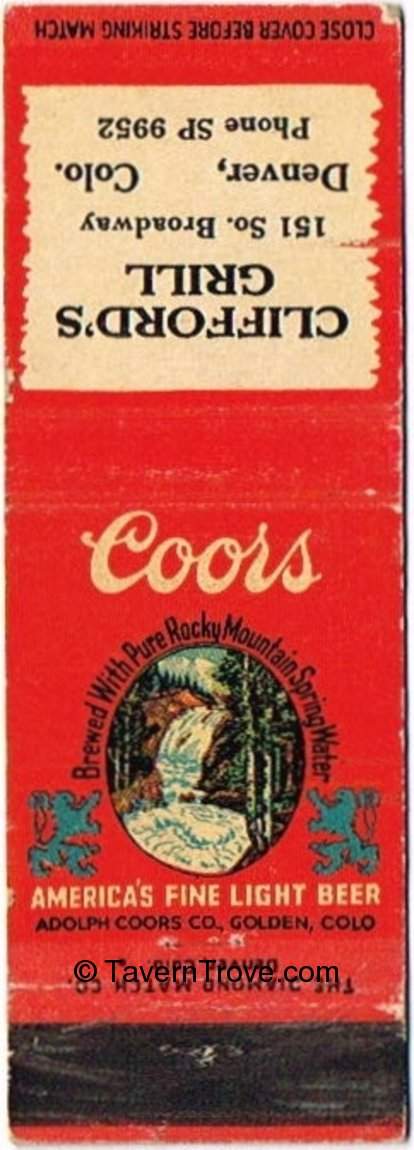 CLOSE COVER BEFORE STRIKING MATCH
CLIFFORD'S
GRILL
151 So. Broadway
Denver, Colo.
Phone SP 9952
Coors
Brewed With Pure Rocky Mountain Spring Water
AMERICA'S FINE LIGHT BEER
ADOLPH COORS CO., GOLDEN, COLO
THE DIAMOND MATCH CO.
Denver Colo.
© TavernTrove.com